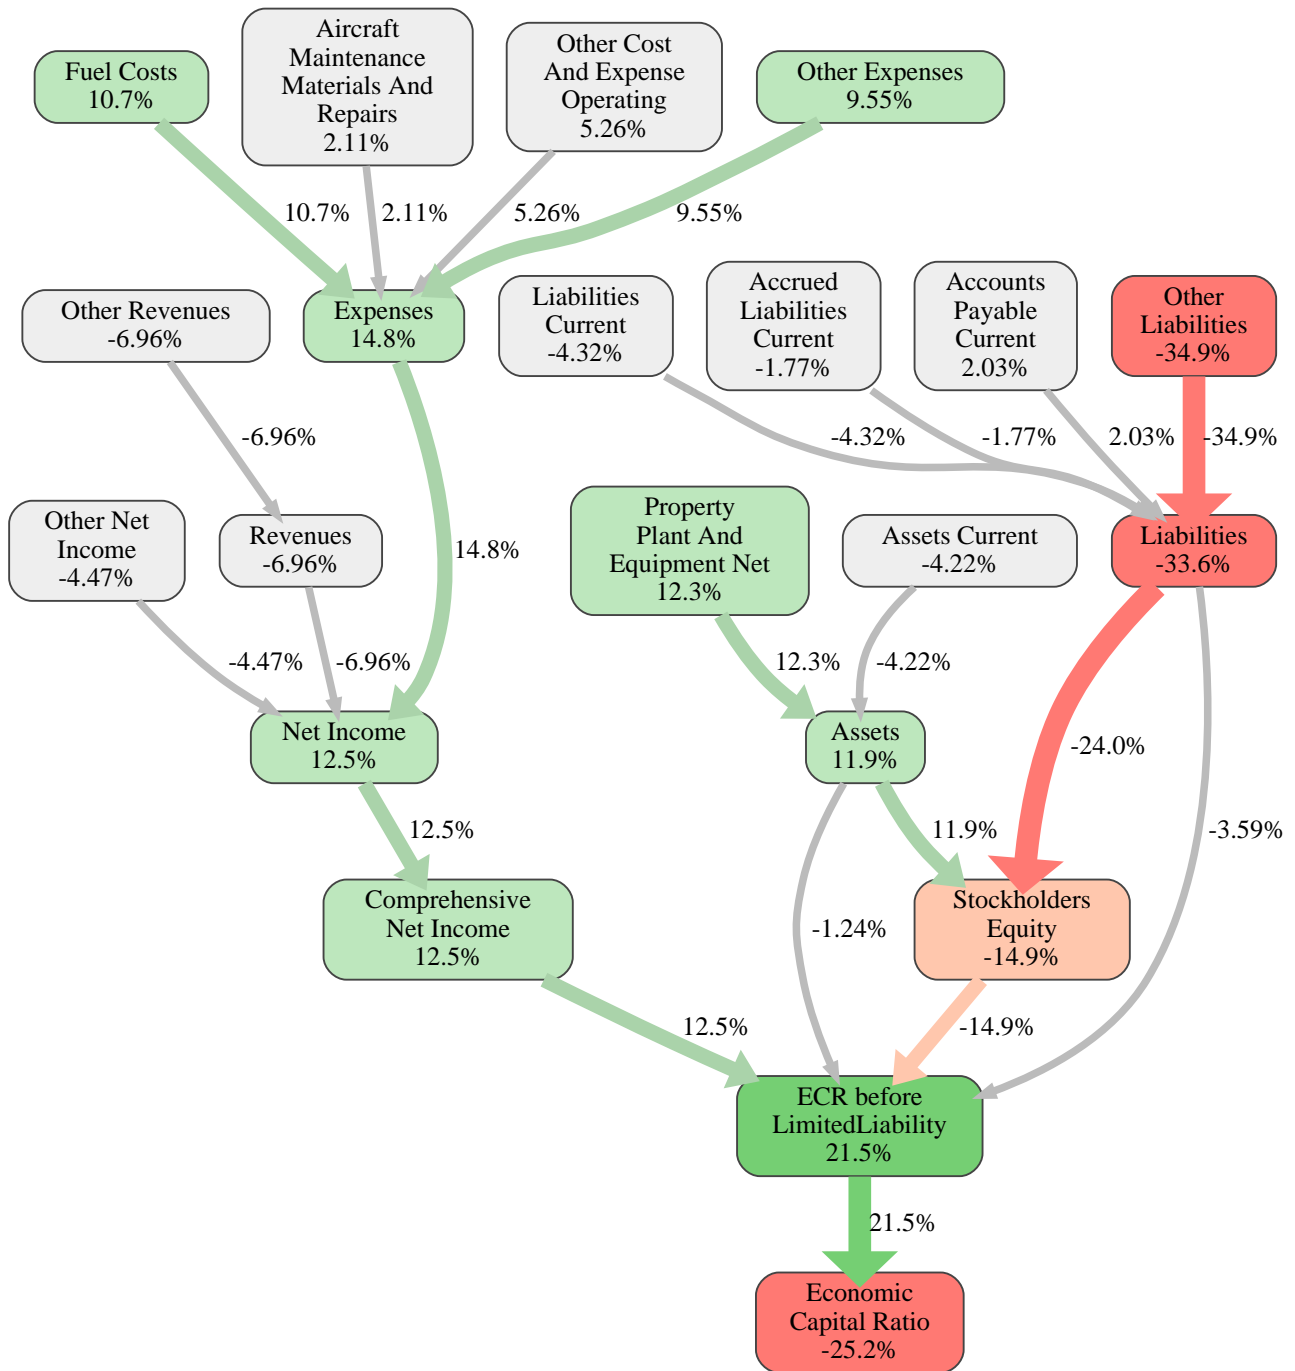 Fuel Costs
10.7%
Aircraft
Maintenance
Materials And
Repairs
2.11%
Other Cost
And Expense
Operating
5.26%
Other Expenses
9.55%
10.7%
2.11%
5.26%
9.55%
Other Revenues
-6.96%
Expenses
14.8%
Liabilities
Current
-4.32%
Accrued
Liabilities
Current
-1.77%
Accounts
Payable
Current
2.03%
Other
Liabilities
-34.9%
-6.96%
-4.32%
-1.77%
2.03%
-34.9%
Other Net
Income
-4.47%
Revenues
-6.96%
14.8%
Property
Plant And
Equipment Net
12.3%
Assets Current
-4.22%
Liabilities
-33.6%
-4.47%
-6.96%
12.3%
-4.22%
Net Income
12.5%
Assets
11.9%
-24.0%
12.5%
11.9%
-3.59%
Comprehensive
Net Income
12.5%
-1.24%
Stockholders
Equity
-14.9%
12.5%
-14.9%
ECR before
LimitedLiability
21.5%
21.5%
Economic
Capital Ratio
-25.2%